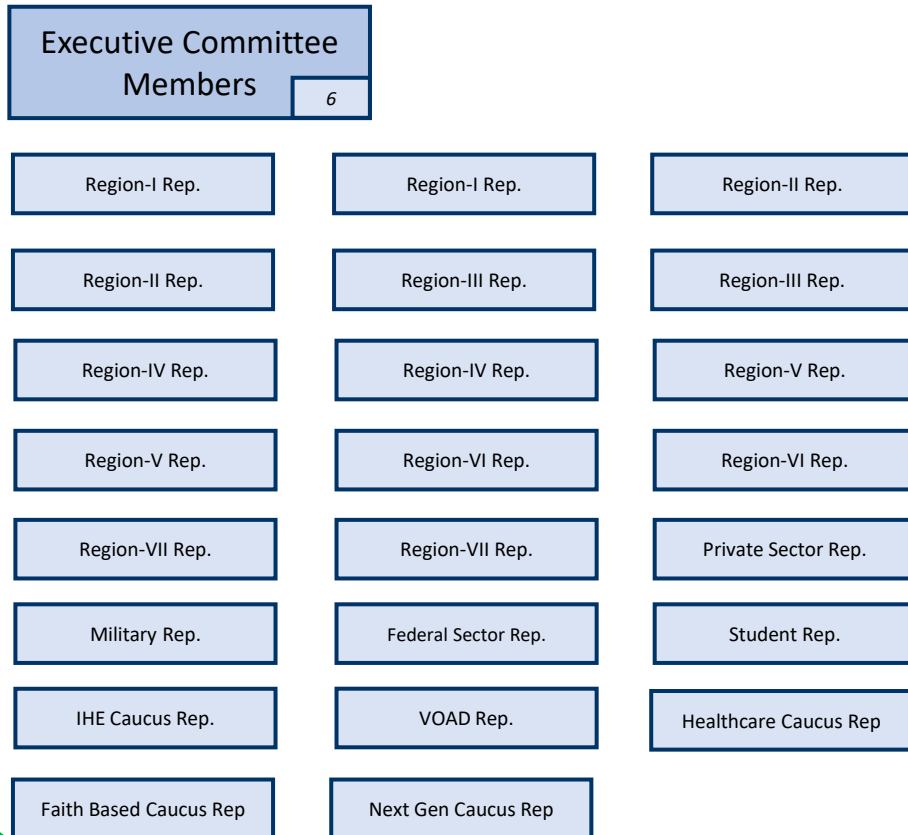 Executive Committee
Members
6
Region-I Rep.
Region-I Rep.
Region-II Rep.
Region-II Rep.
Region-III Rep.
Region-III Rep.
Region-IV Rep.
Region-IV Rep.
Region-V Rep.
Region-V Rep.
Region-VI Rep.
Region-VI Rep.
Region-VII Rep.
Region-VII Rep.
Private Sector Rep.
Military Rep.
Federal Sector Rep.
Student Rep.
IHE Caucus Rep.
VOAD Rep.
Healthcare Caucus Rep
Faith Based Caucus Rep
Next Gen Caucus Rep